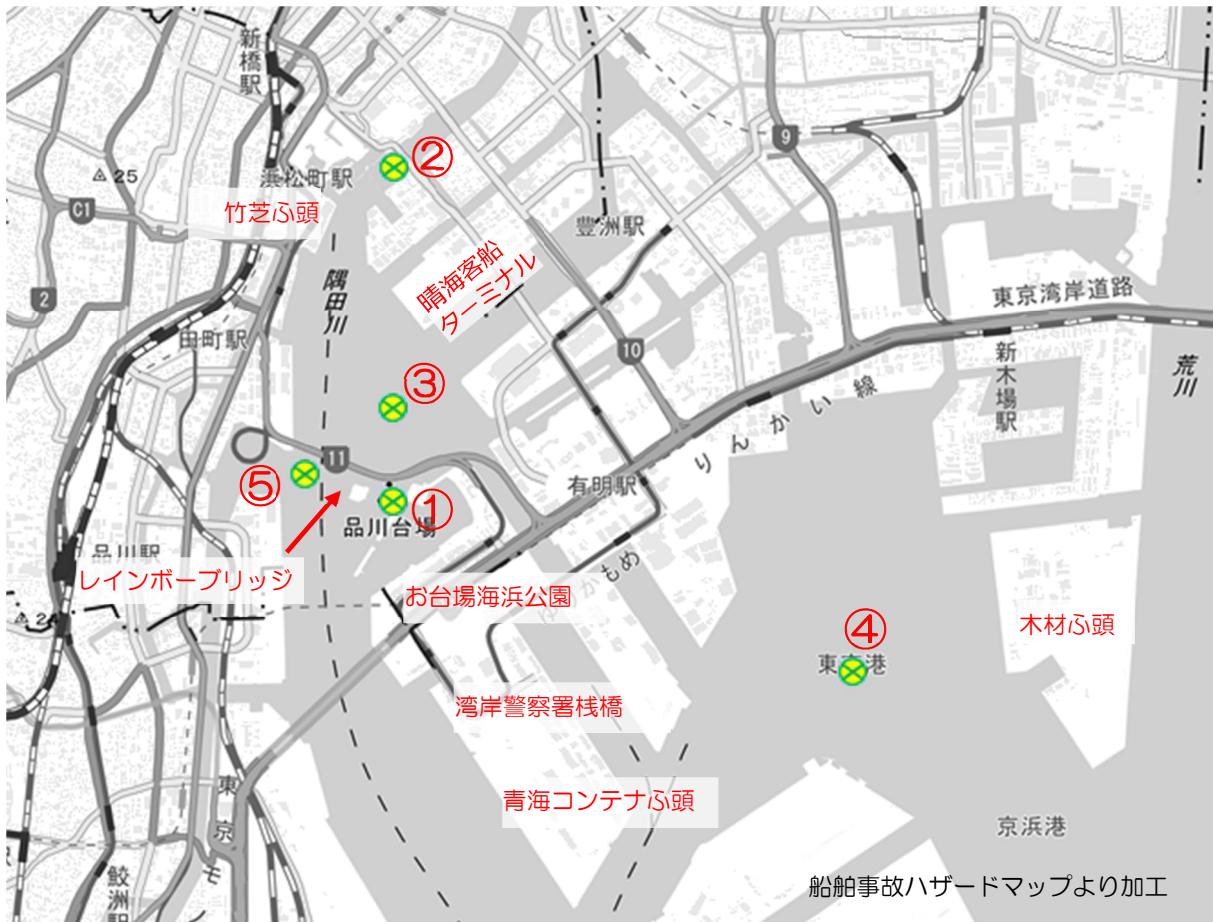 新橋駅
②
9
25
浜松町駅
竹芝ふ頭
C1
豊洲駅
晴海客船
ターミナル
隅田川
2
東京湾岸道路
田町駅
10
新木場駅
荒川
③
りんかい線
11
⑤
有明駅
①
品川台場
品川駅
レインボーブリッジ
お台場海浜公園
かもめ
木材ふ頭
④
東京港
湾岸警察署桟橋
青海コンテナふ頭
東京モ
京浜港
鮫洲駅
船舶事故ハザードマップより加工